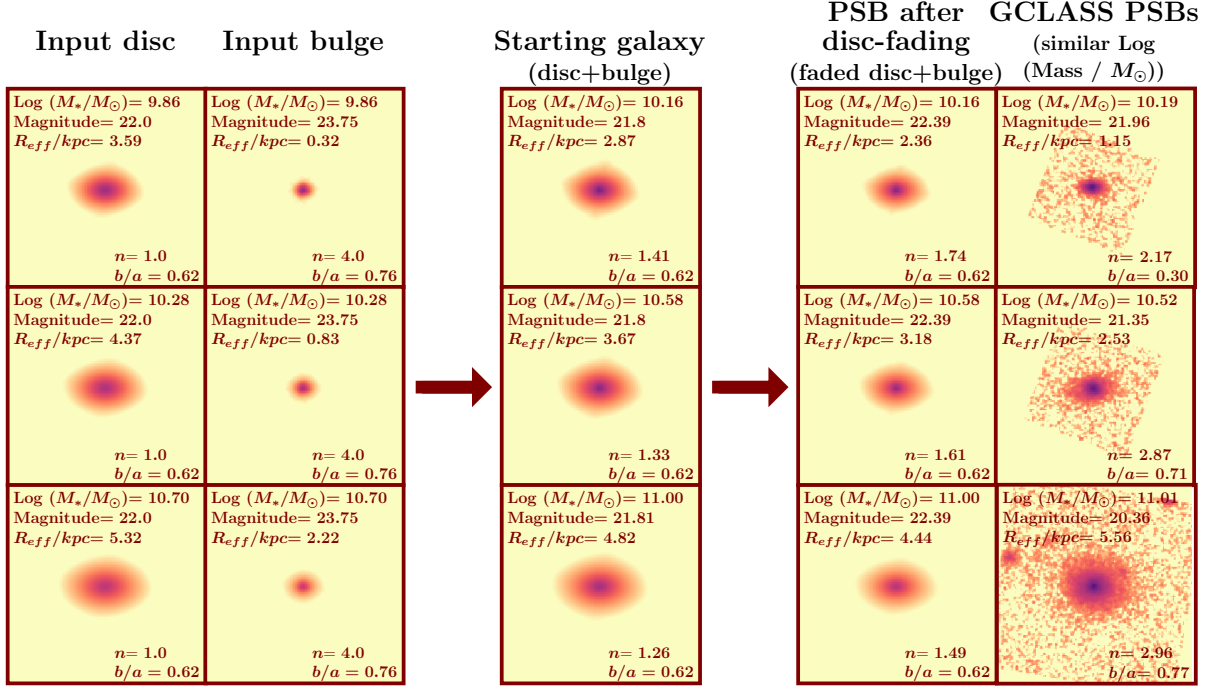 Input disc
Input bulge
Starting galaxy
(disc+bulge)
PSB after
disc-fading
(faded disc+bulge)
GCLASS PSBs
(similar Log
(Mass / M⊙))
Log (M*/M⊙)= 9.86
Magnitude= 22.0
Reff/kpc= 3.59
n= 1.0
b/a = 0.62
Log (M*/M⊙)= 9.86
Magnitude= 23.75
Reff/kpc= 0.32
n= 4.0
b/a = 0.76
Log (M*/M⊙)= 10.16
Magnitude= 21.8
Reff/kpc= 2.87
n= 1.41
b/a = 0.62
Log (M*/M⊙)= 10.16
Magnitude= 22.39
Reff/kpc= 2.36
n= 1.74
b/a = 0.62
Log (M*/M⊙)= 10.19
Magnitude= 21.96
Reff/kpc= 1.15
n= 2.17
b/a= 0.30
Log (M*/M⊙)= 10.28
Magnitude= 22.0
Reff/kpc= 4.37
n= 1.0
b/a = 0.62
Log (M*/M⊙)= 10.28
Magnitude= 23.75
Reff/kpc= 0.83
n= 4.0
b/a = 0.76
Log (M*/M⊙)= 10.58
Magnitude= 21.8
Reff/kpc= 3.67
n= 1.33
b/a = 0.62
Log (M*/M⊙)= 10.58
Magnitude= 22.39
Reff/kpc= 3.18
n= 1.61
b/a = 0.62
Log (M*/M⊙)= 10.52
Magnitude= 21.35
Reff/kpc= 2.53
n= 2.87
b/a= 0.71
Log (M*/M⊙)= 10.70
Magnitude= 22.0
Reff/kpc= 5.32
n= 1.0
b/a = 0.62
Log (M*/M⊙)= 10.70
Magnitude= 23.75
Reff/kpc= 2.22
n= 4.0
b/a = 0.76
Log (M*/M⊙)= 11.00
Magnitude= 21.81
Reff/kpc= 4.82
n= 1.26
b/a = 0.62
Log (M*/M⊙)= 11.00
Magnitude= 22.39
Reff/kpc= 4.44
n= 1.49
b/a = 0.62
Log (M*/M⊙)= 11.01
Magnitude= 20.36
Reff/kpc= 5.56
n= 2.96
b/a= 0.77